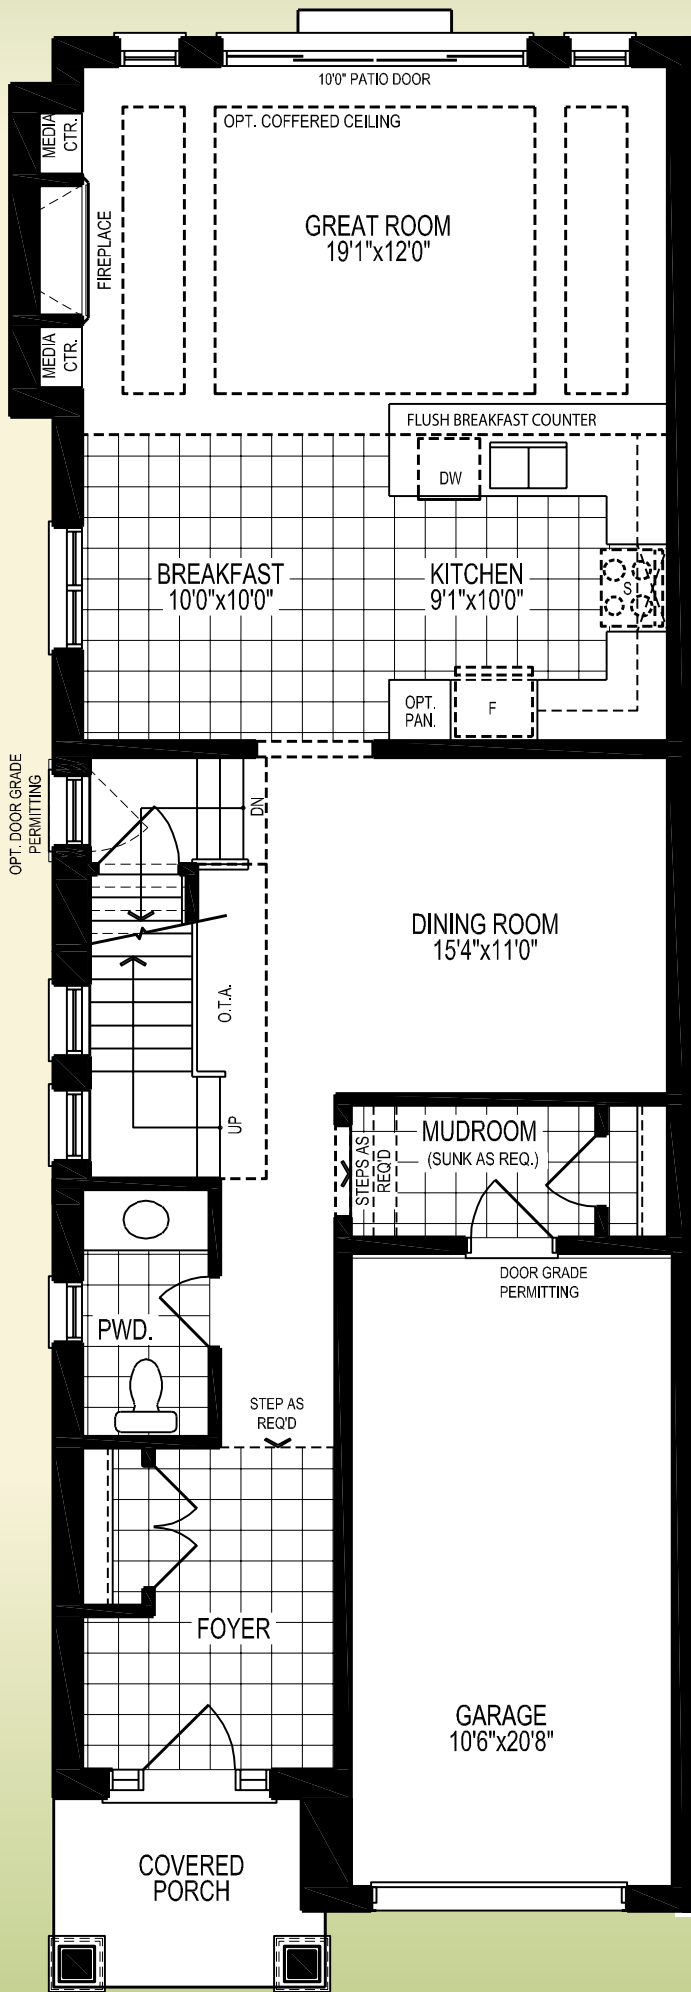 10'0" PATIO DOOR
MEDIA
CTR.
OPT. COFFERED CEILING
FIREPLACE
GREAT ROOM
19'1"x12'0"
MEDIA
CTR.
FLUSH BREAKFAST COUNTER
DW
BREAKFAST
10'0"x10'0"
KITCHEN
9'1"x10'0"
S
OPT.
PAN.
F
OPT. DOOR GRADE
PERMITTING
DN
DINING ROOM
15'4"x11'0"
O.T.A.
UP
STEPS AS
REQ'D
MUDROOM
(SUNK AS REQ.)
DOOR GRADE
PERMITTING
PWD.
STEP AS
REQ'D
FOYER
GARAGE
10'6"x20'8"
COVERED
PORCH